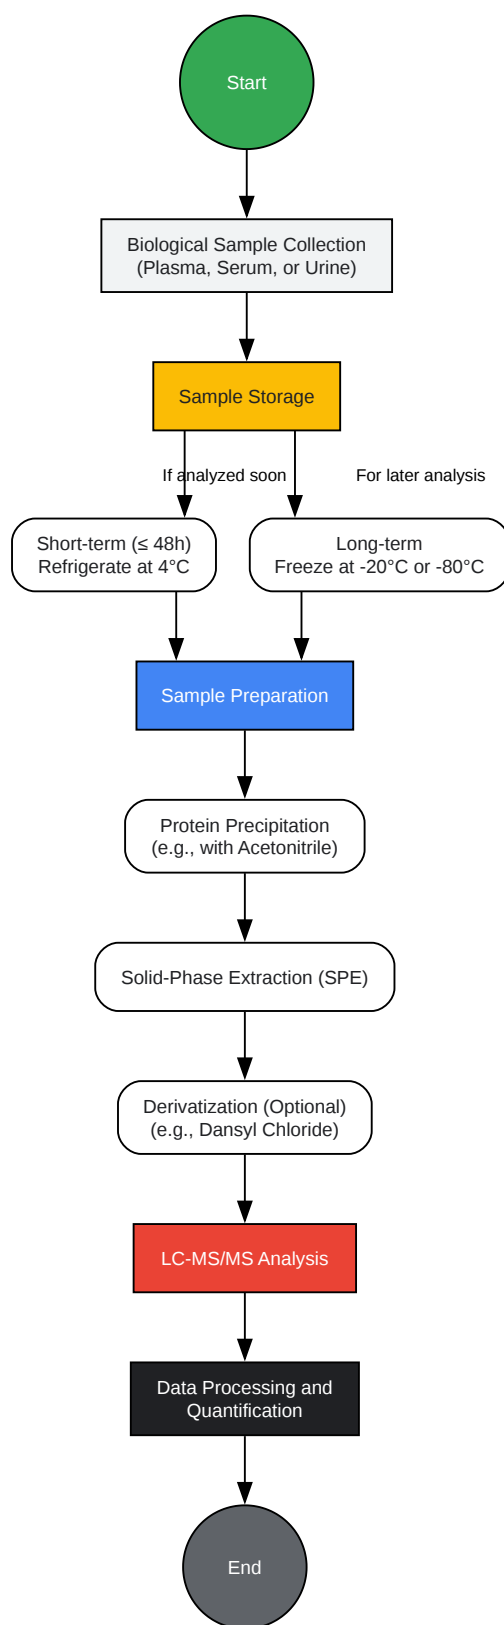 Start
Biological Sample Collection
(Plasma, Serum, or Urine)
Sample Storage
If analyzed soon
For later analysis
Short-term (≤ 48h)
Refrigerate at 4°C
Long-term
Freeze at -20°C or -80°C
Sample Preparation
Protein Precipitation
(e.g., with Acetonitrile)
Solid-Phase Extraction (SPE)
Derivatization (Optional)
(e.g., Dansyl Chloride)
LC-MS/MS Analysis
Data Processing and
Quantification
End